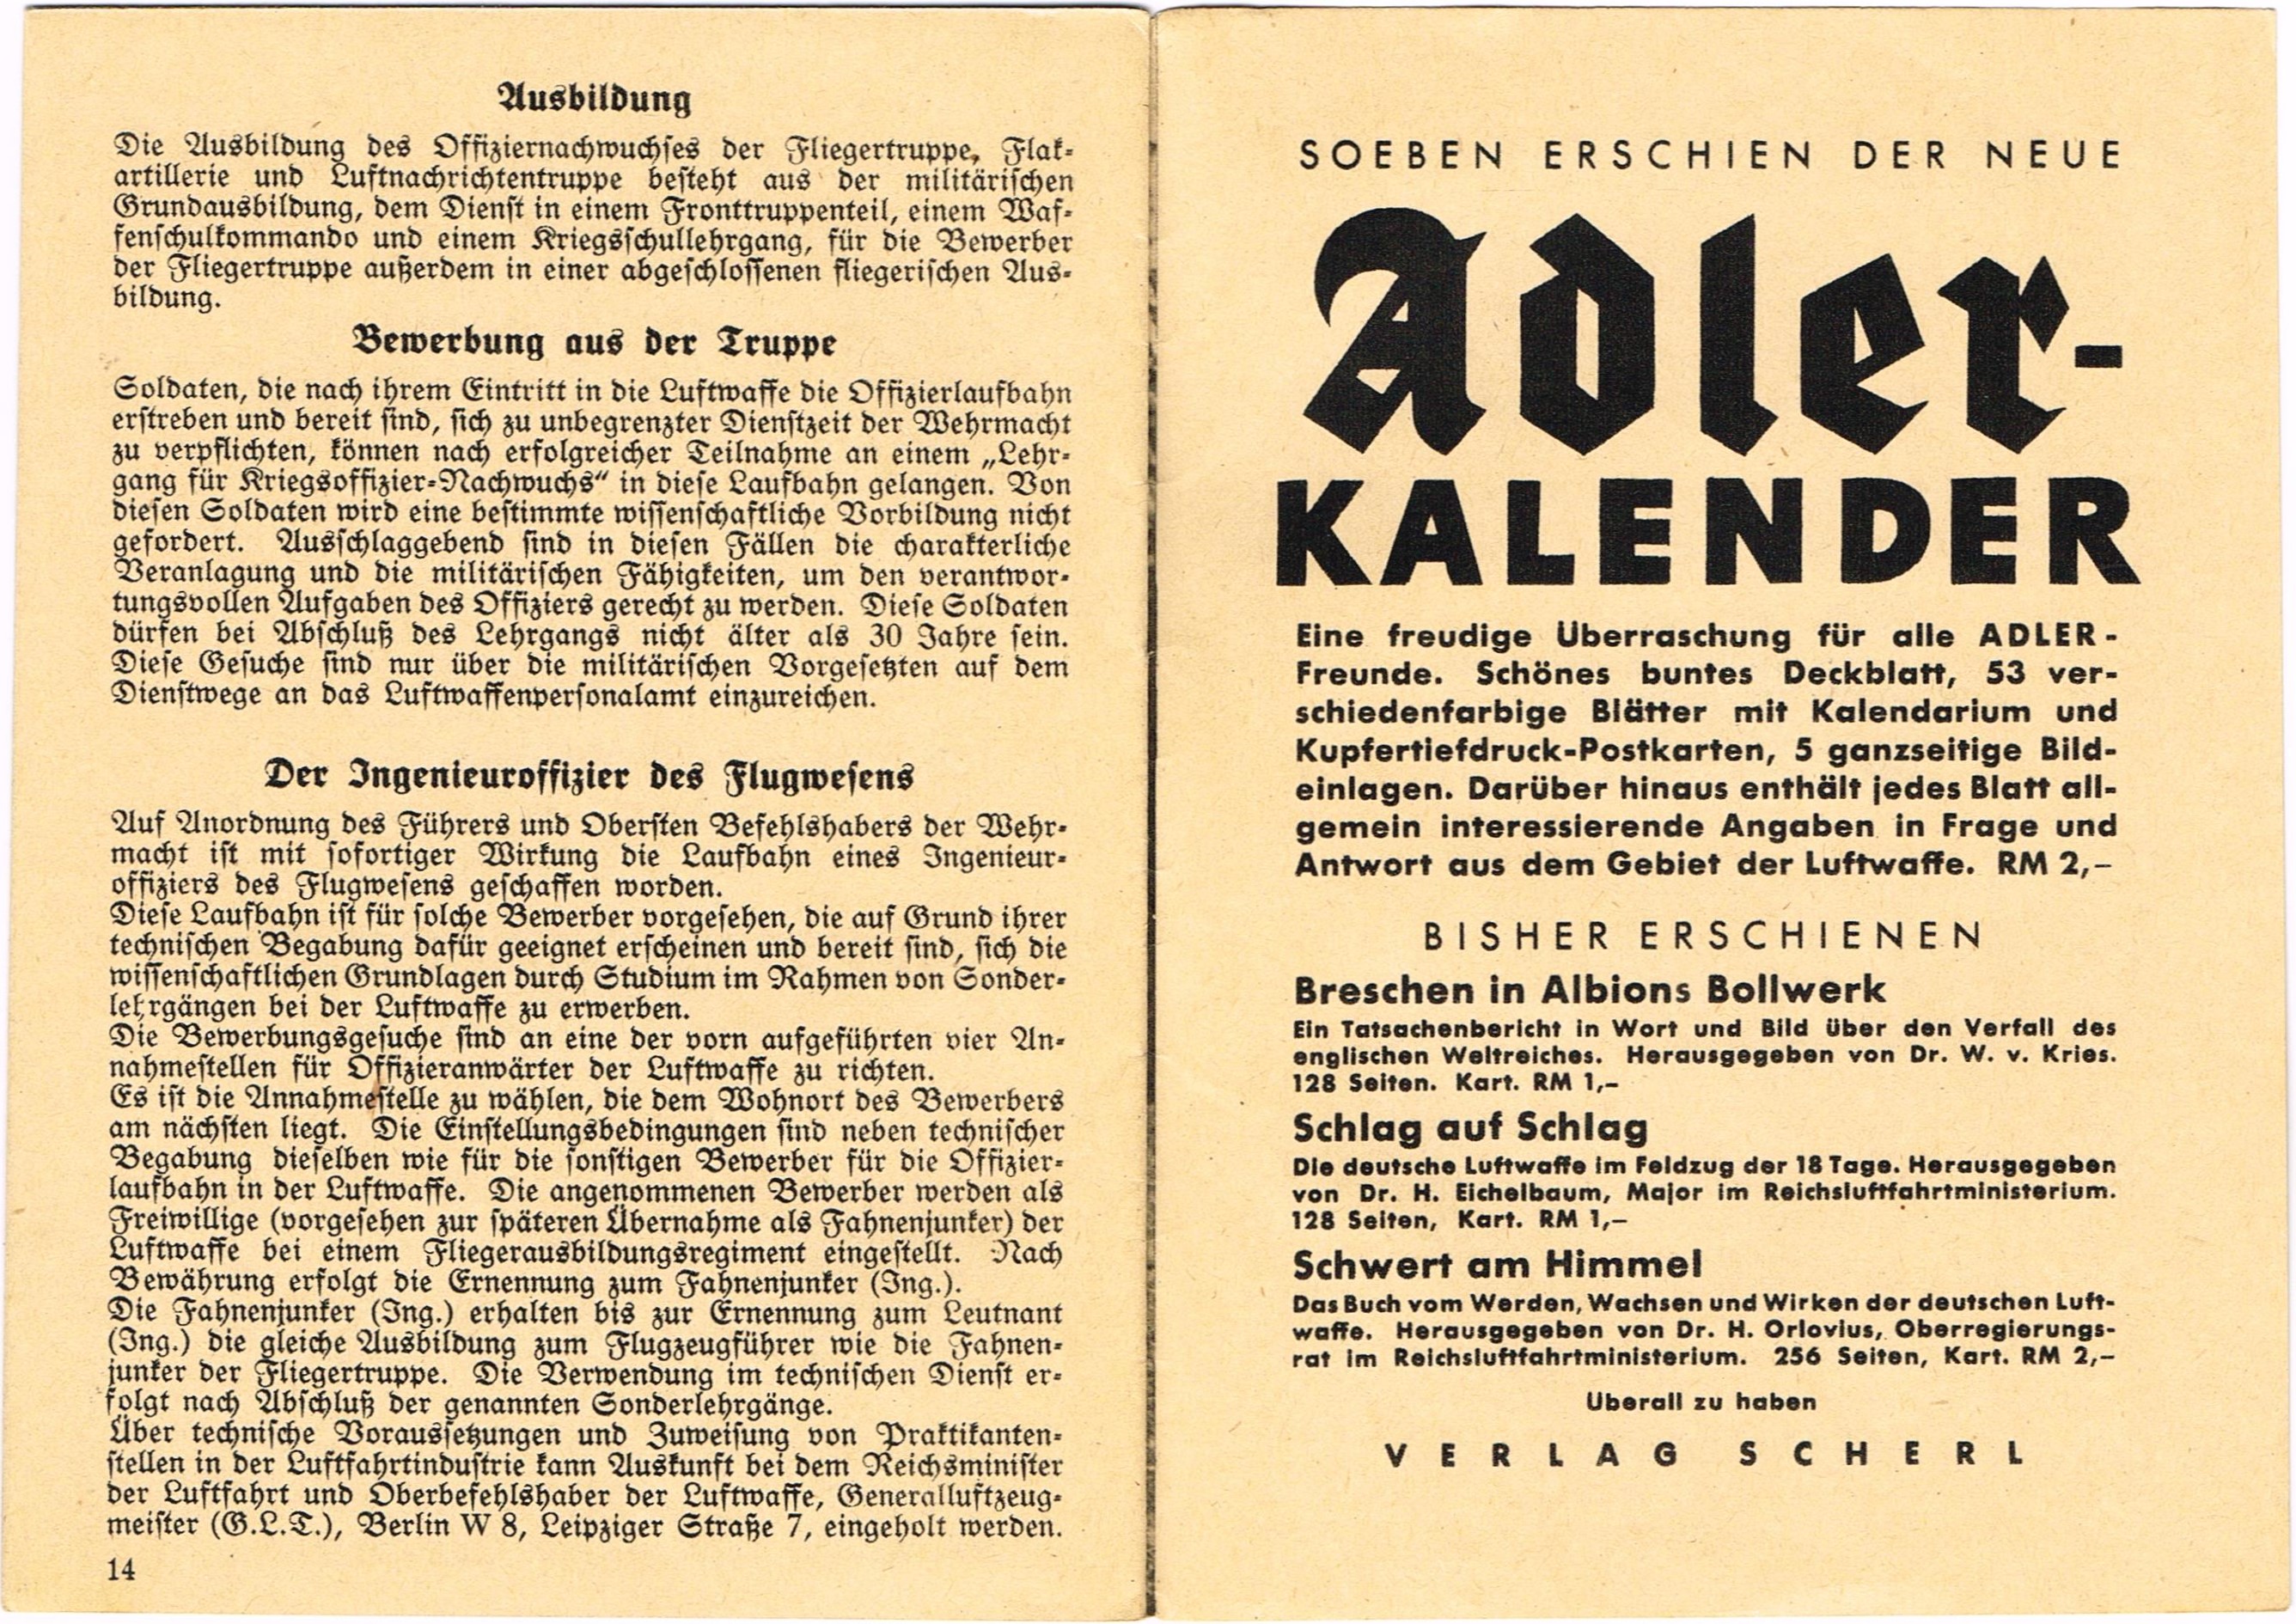 Ausbildung
Die Ausbildung des Offiziernachwuchses der Fliegertruppe, Flak-
artillerie und Luftnachrichtentruppe besteht aus der militärischen
Grundausbildung, dem Dienst in einem Fronttruppenteil, einem Waf-
fenschulkommando und einem Kriegsschullehrgang, für die Bewerber
der Fliegertruppe außerdem in einer abgeschlossenen fliegerischen Aus-
bildung.
Bewerbung aus der Truppe
Soldaten, die nach ihrem Eintritt in die Luftwaffe die Offizierlaufbahn
erstreben und bereit sind, sich zu unbegrenzter Dienstzeit der Wehrmacht
zu verpflichten, können nach erfolgreicher Teilnahme an einem „Lehr-
gang für Kriegsoffizier-Nachwuchs“ in diese Laufbahn gelangen. Von
diesen Soldaten wird eine bestimmte wissenschaftliche Vorbildung nicht
gefordert. Ausschlaggebend sind in diesen Fällen die charakterliche
Veranlagung und die militärischen Fähigkeiten, um den verantwor-
tungsvollen Aufgaben des Offiziers gerecht zu werden. Diese Soldaten
dürfen bei Abschluß des Lehrgangs nicht älter als 30 Jahre sein.
Diese Gesuche sind nur über die militärischen Vorgesetzten auf dem
Dienstwege an das Luftwaffenpersonalamt einzureichen.
Der Ingenieuroffizier des Flugwesens
Auf Anordnung des Führers und Obersten Befehlshabers der Wehr-
macht ist mit sofortiger Wirkung die Laufbahn eines Ingenieur-
offiziers des Flugwesens geschaffen worden.
Diese Laufbahn ist für solche Bewerber vorgesehen, die auf Grund ihrer
technischen Begabung dafür geeignet erscheinen und bereit sind, sich die
wissenschaftlichen Grundlagen durch Studium im Rahmen von Sonder-
lehrgängen bei der Luftwaffe zu erwerben.
Die Bewerbungsgesuche sind an eine der vorn aufgeführten vier An-
nahmestellen für Offizieranwärter der Luftwaffe zu richten.
Es ist die Annahmestelle zu wählen, die dem Wohnort des Bewerbers
am nächsten liegt. Die Einstellungsbedingungen sind neben technischer
Begabung dieselben wie für die sonstigen Bewerber für die Offizier-
laufbahn in der Luftwaffe. Die angenommenen Bewerber werden als
Freiwillige (vorgesehen zur späteren Übernahme als Fahnenjunker) der
Luftwaffe bei einem Fliegerausbildungsregiment eingestellt. Nach
Bewährung erfolgt die Ernennung zum Fahnenjunker (Ing.).
Die Fahnenjunker (Ing.) erhalten bis zur Ernennung zum Leutnant
(Ing.) die gleiche Ausbildung zum Flugzeugführer wie die Fahnen-
junker der Fliegertruppe. Die Verwendung im technischen Dienst er-
folgt nach Abschluß der genannten Sonderlehrgänge.
Über technische Voraussetzungen und Zuweisung von Praktikanten-
stellen in der Luftfahrtindustrie kann Auskunft bei dem Reichsminister
der Luftfahrt und Oberbefehlshaber der Luftwaffe, Generalluftzeug-
meister (G.L.T.), Berlin W 8, Leipziger Straße 7, eingeholt werden.
14
SOEBEN ERSCHIEN DER NEUE
Adler-
KALENDER
Eine freudige Überraschung für alle ADLER-
Freunde. Schönes buntes Deckblatt, 53 ver-
schiedenfarbige Blätter mit Kalendarium und
Kupfertiefdruck-Postkarten, 5 ganzseitige Bild-
einlagen. Darüber hinaus enthält jedes Blatt all-
gemein interessierende Angaben in Frage und
Antwort aus dem Gebiet der Luftwaffe. RM 2,–
BISHER ERSCHIENEN
Breschen in Albions Bollwerk
Ein Tatsachenbericht in Wort und Bild über den Verfall des
englischen Weltreiches. Herausgegeben von Dr. W. v. Kries.
128 Seiten. Kart. RM 1,–
Schlag auf Schlag
Die deutsche Luftwaffe im Feldzug der 18 Tage. Herausgegeben
von Dr. H. Eichelbaum, Major im Reichsluftfahrtministerium.
128 Seiten, Kart. RM 1,–
Schwert am Himmel
Das Buch vom Werden, Wachsen und Wirken der deutschen Luft-
waffe. Herausgegeben von Dr. H. Orlovius, Oberregierungs-
rat im Reichsluftfahrtministerium. 256 Seiten, Kart. RM 2,–
Überall zu haben
VERLAG SCHERL